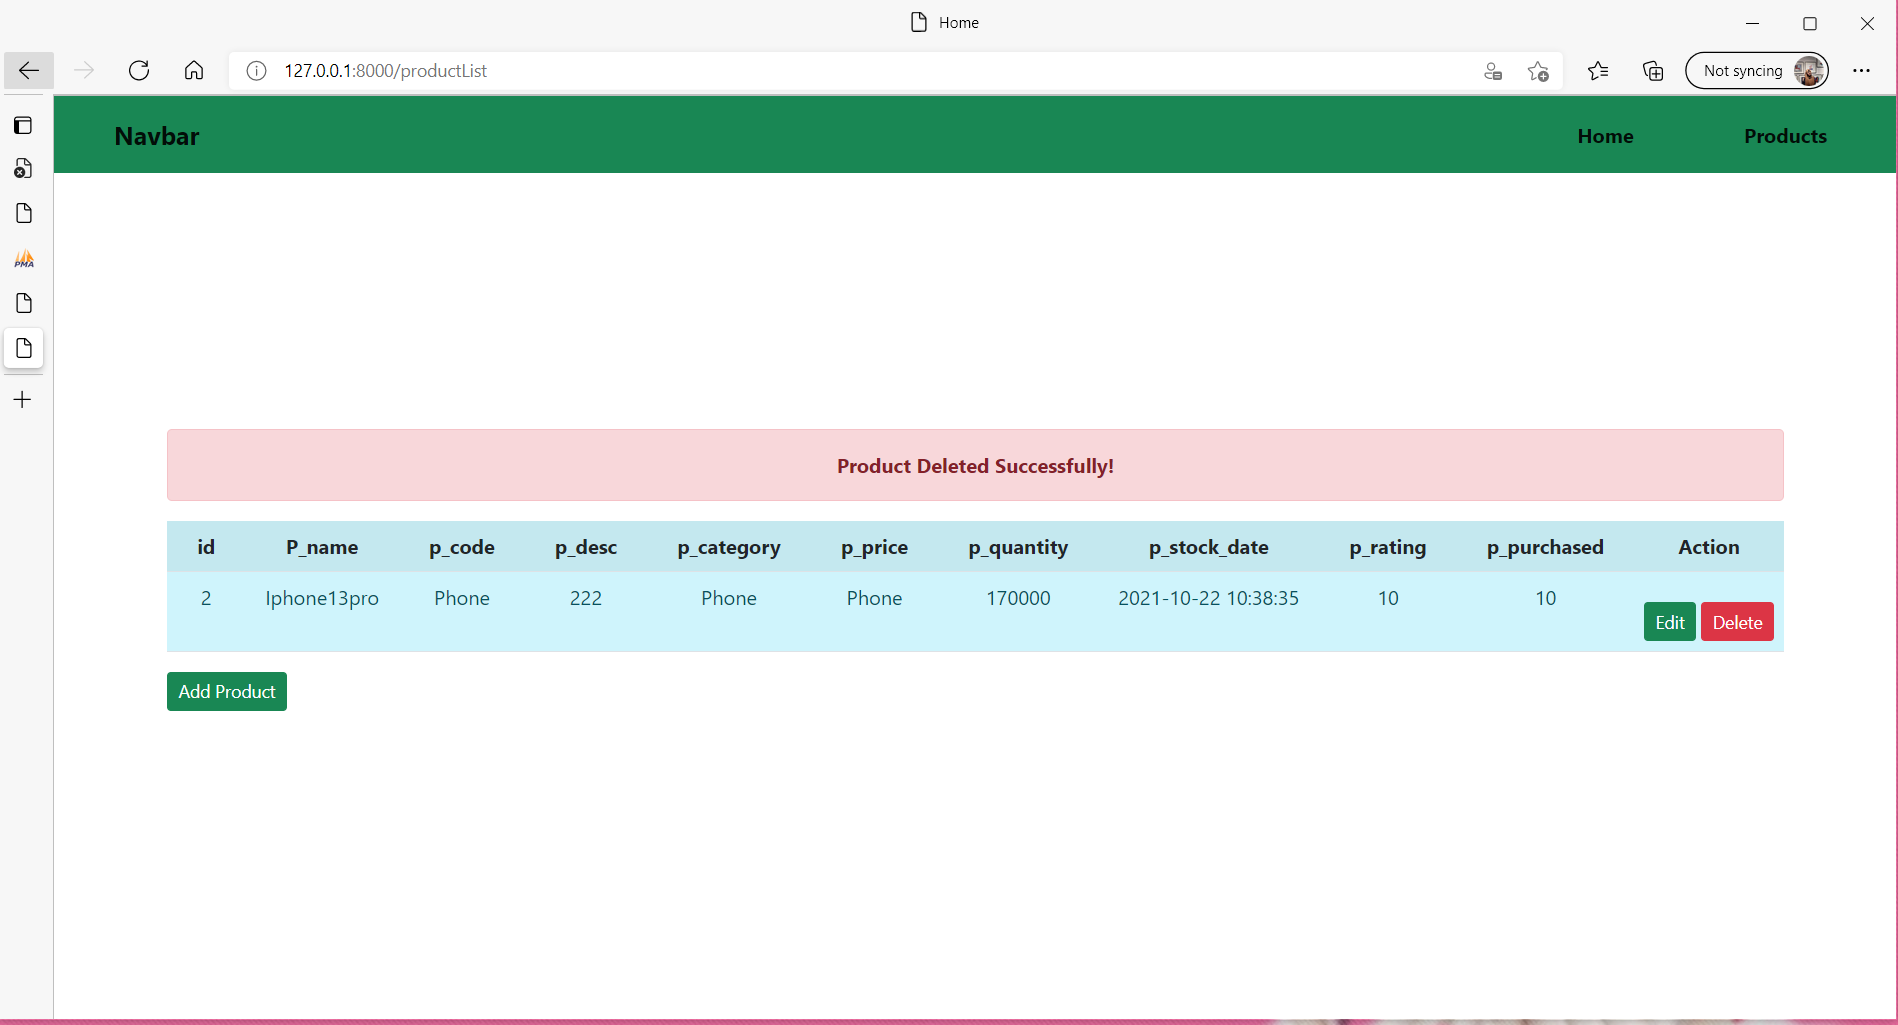 Home
127.0.0.1:8000/productList
Not syncing
Navbar Home Products
PMA
Product Deleted Successfully!
id P_name p_code p_desc p_category p_price p_quantity p_stock_date p_rating p_purchased Action
2 Iphone13pro Phone 222 Phone Phone 170000 2021-10-22 10:38:35 10 10
Edit Delete
Add Product